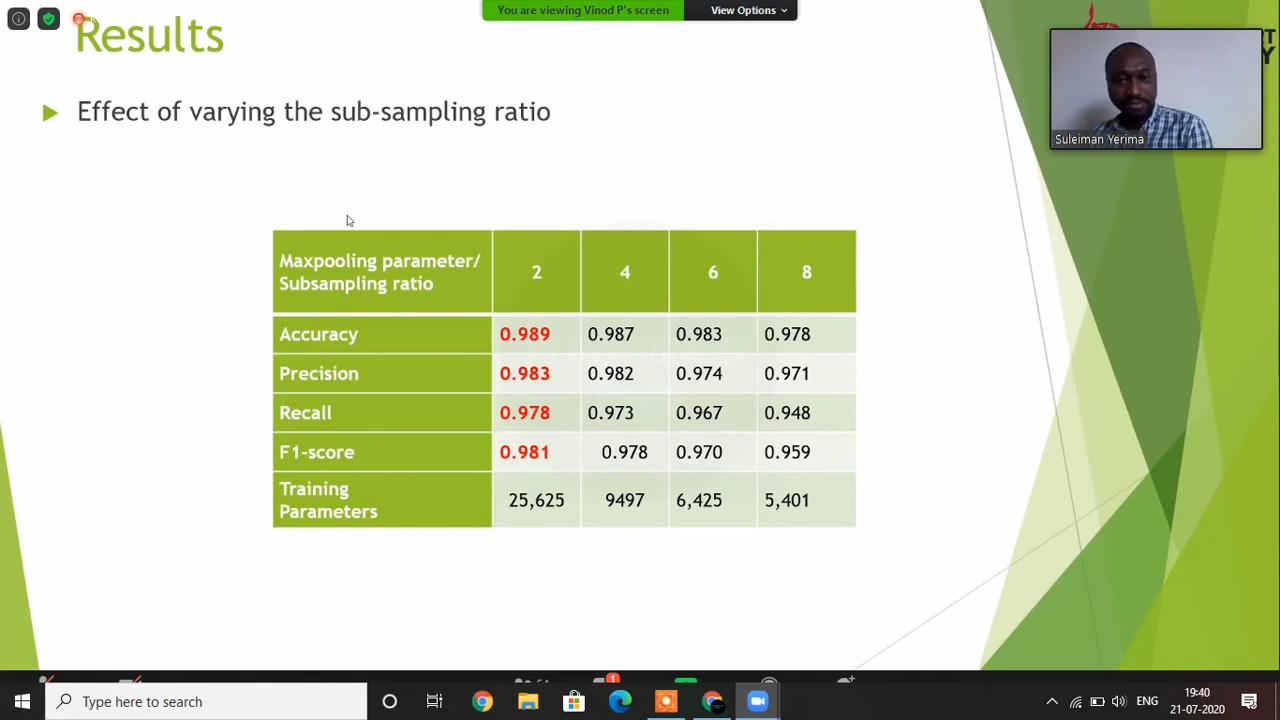 You are viewing Vinod P's screen
View Options
Results
Effect of varying the sub-sampling ratio
Suleiman Yerima
Maxpooling parameter/
Subsampling ratio
2
4
6
8
Accuracy
0.989
0.987
0.983
0.978
Precision
0.983
0.982
0.974
0.971
Recall
0.978
0.973
0.967
0.948
F1-score
0.981
0.978
0.970
0.959
Training
Parameters
25,625
9497
6,425
5,401
1
Type here to search
ENG
19:40
21-07-2020